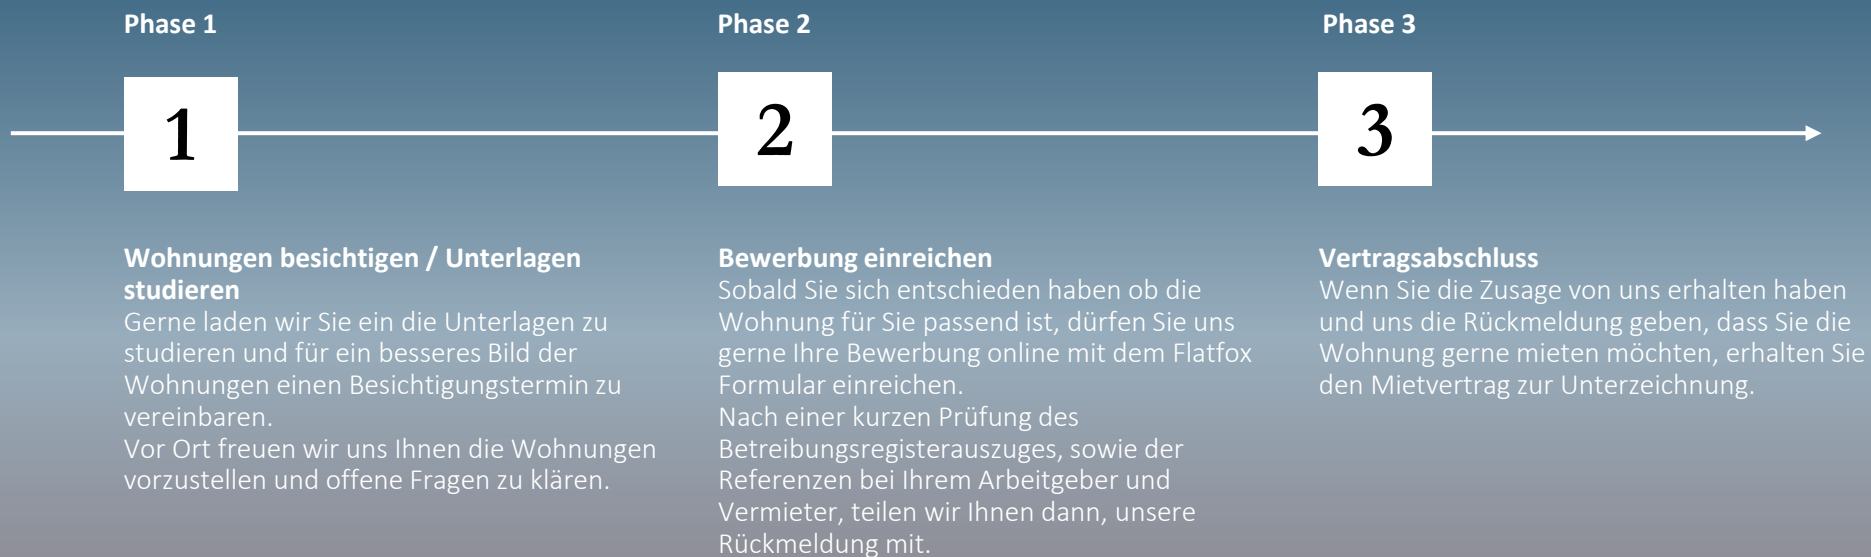 Phase 1
Phase 2
Phase 3
1
2
3
Wohnungen besichtigen / Unterlagen
studieren
Gerne laden wir Sie ein die Unterlagen zu
studieren und für ein besseres Bild der
Wohnungen einen Besichtigungstermin zu
vereinbaren.
Vor Ort freuen wir uns Ihnen die Wohnungen
vorzustellen und offene Fragen zu klären.
Bewerbung einreichen
Sobald Sie sich entschieden haben ob die
Wohnung für Sie passend ist, dürfen Sie uns
gerne Ihre Bewerbung online mit dem Flatfox
Formular einreichen.
Nach einer kurzen Prüfung des
Betreibungsregisterauszuges, sowie der
Referenzen bei Ihrem Arbeitgeber und
Vermieter, teilen wir Ihnen dann, unsere
Rückmeldung mit.
Vertragsabschluss
Wenn Sie die Zusage von uns erhalten haben
und uns die Rückmeldung geben, dass Sie die
Wohnung gerne mieten möchten, erhalten Sie
den Mietvertrag zur Unterzeichnung.